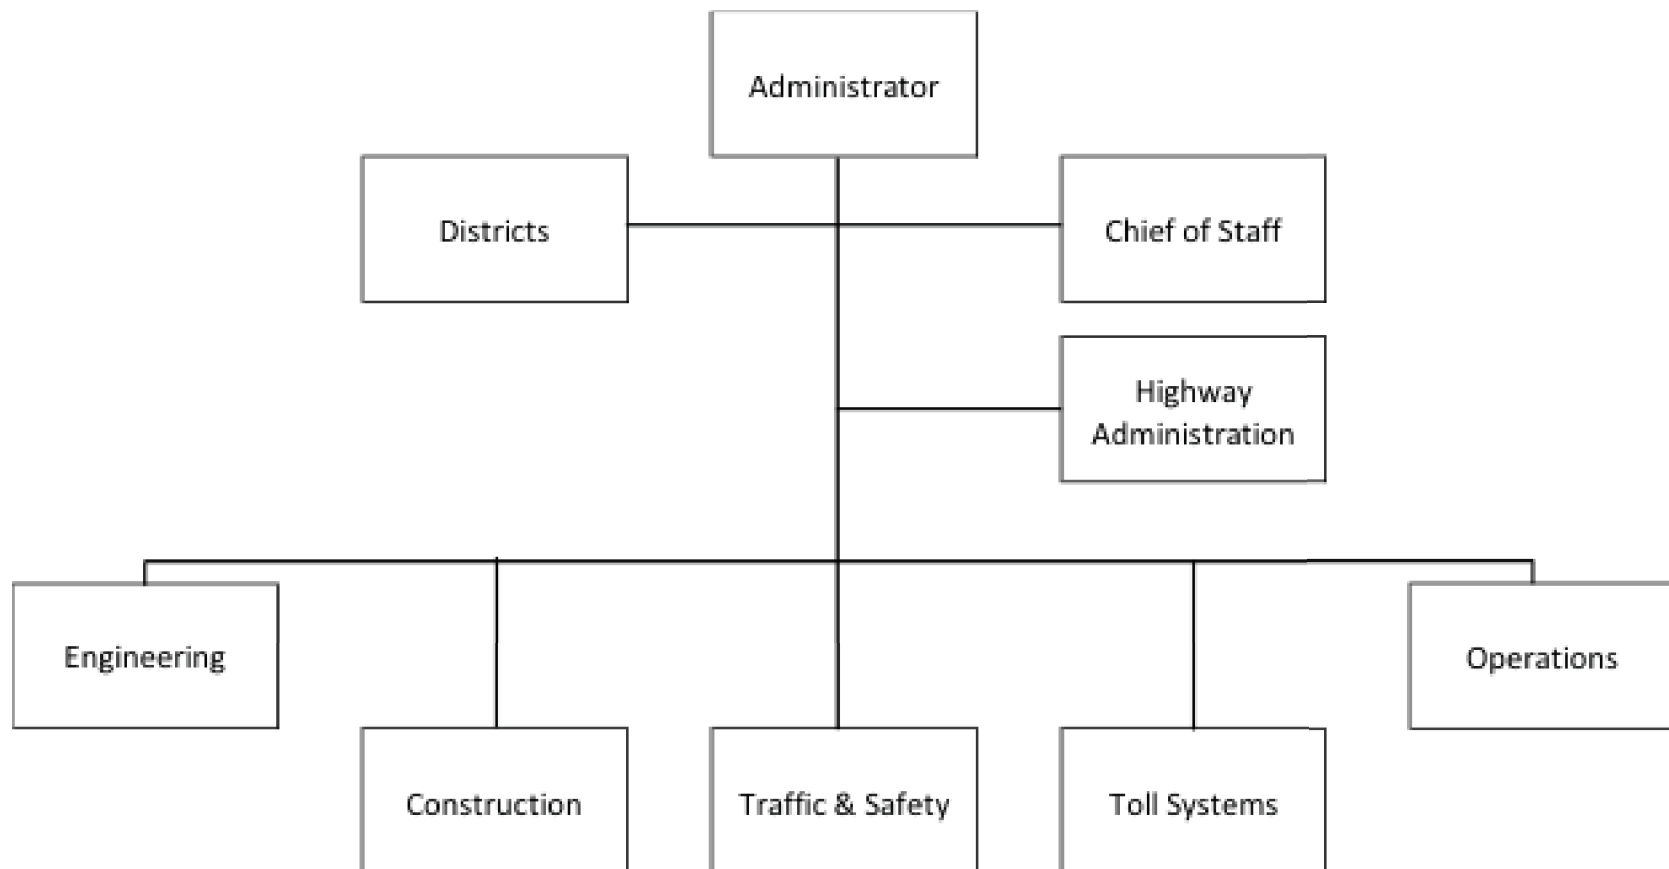 Administrator
Districts
Chief of Staff
Highway
Administration
Engineering
Operations
Construction
Traffic & Safety
Toll Systems